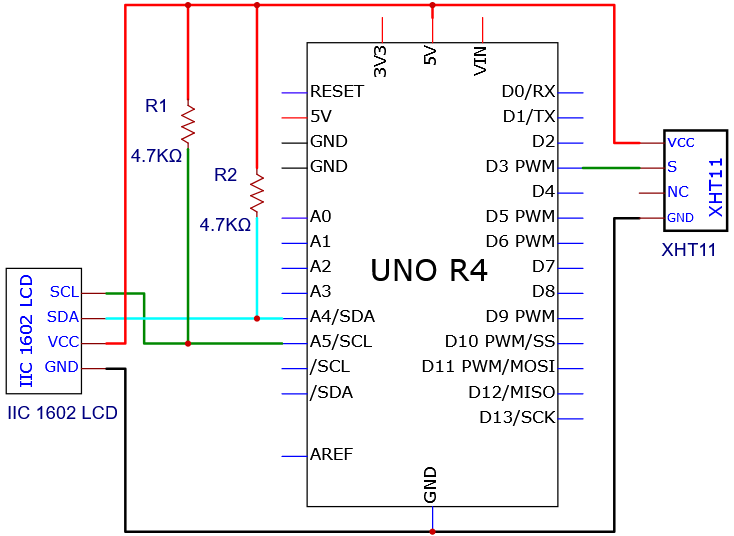 3V3
5V
VIN
R1
4.7KΩ
R2
4.7KΩ
RESET
5V
GND
GND
A0
A1
A2
A3
A4/SDA
A5/SCL
/SCL
/SDA
AREF
UNO R4
D0/RX
D1/TX
D2
D3 PWM
D4
D5 PWM
D6 PWM
D7
D8
D9 PWM
D10 PWM/SS
D11 PWM/MOSI
D12/MISO
D13/SCK
GND
VCC
S
NC
GND
XHT11
XHT11
SCL
SDA
VCC
GND
IIC 1602 LCD
IIC 1602 LCD